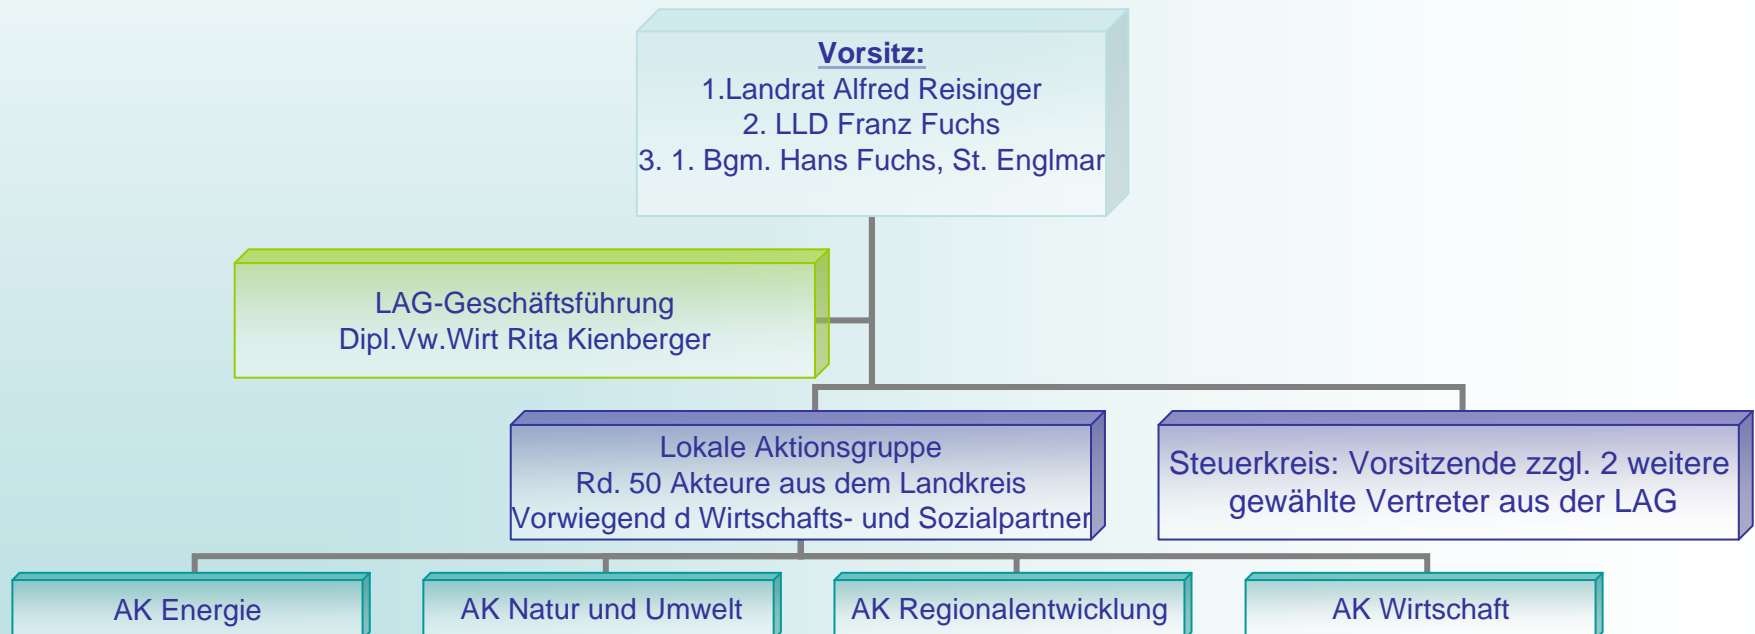 Vorsitz:
1.Landrat Alfred Reisinger
2. LLD Franz Fuchs
3. 1. Bgm. Hans Fuchs, St. Englmar
LAG-Geschäftsführung
Dipl.Vw.Wirt Rita Kienberger
Lokale Aktionsgruppe
Rd. 50 Akteure aus dem Landkreis
Vorwiegend d Wirtschafts- und Sozialpartner
Steuerkreis: Vorsitzende zzgl. 2 weitere
gewählte Vertreter aus der LAG
AK Energie
AK Natur und Umwelt
AK Regionalentwicklung
AK Wirtschaft